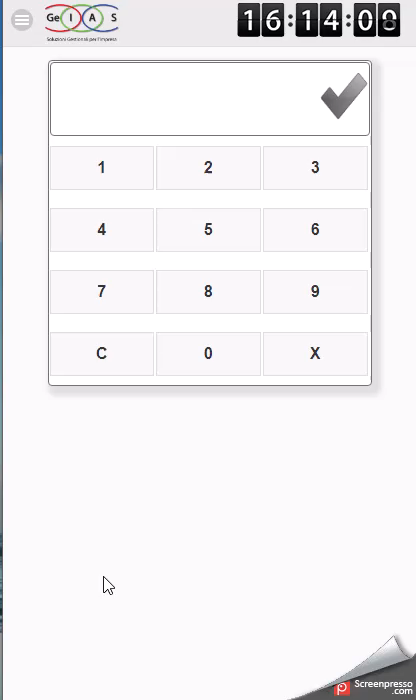 GeIAS
Soluzioni Gestionali per l'Impresa
16:14:09
1 2 3
4 5 6
7 8 9
C 0 X
Screenpresso
.com